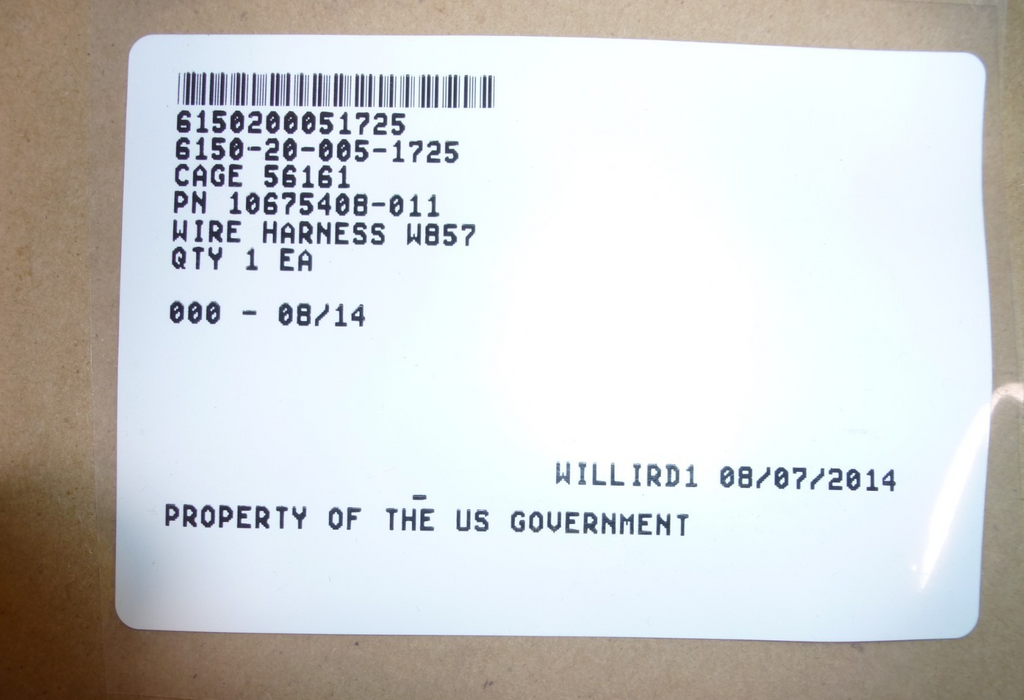 6150200051725
6150-20-005-1725
CAGE 56161
PN 10675408-011
WIRE HARNESS W857
QTY 1 EA
000 - 08/14
WILLIRD1 08/07/2014
PROPERTY OF THE US GOVERNMENT